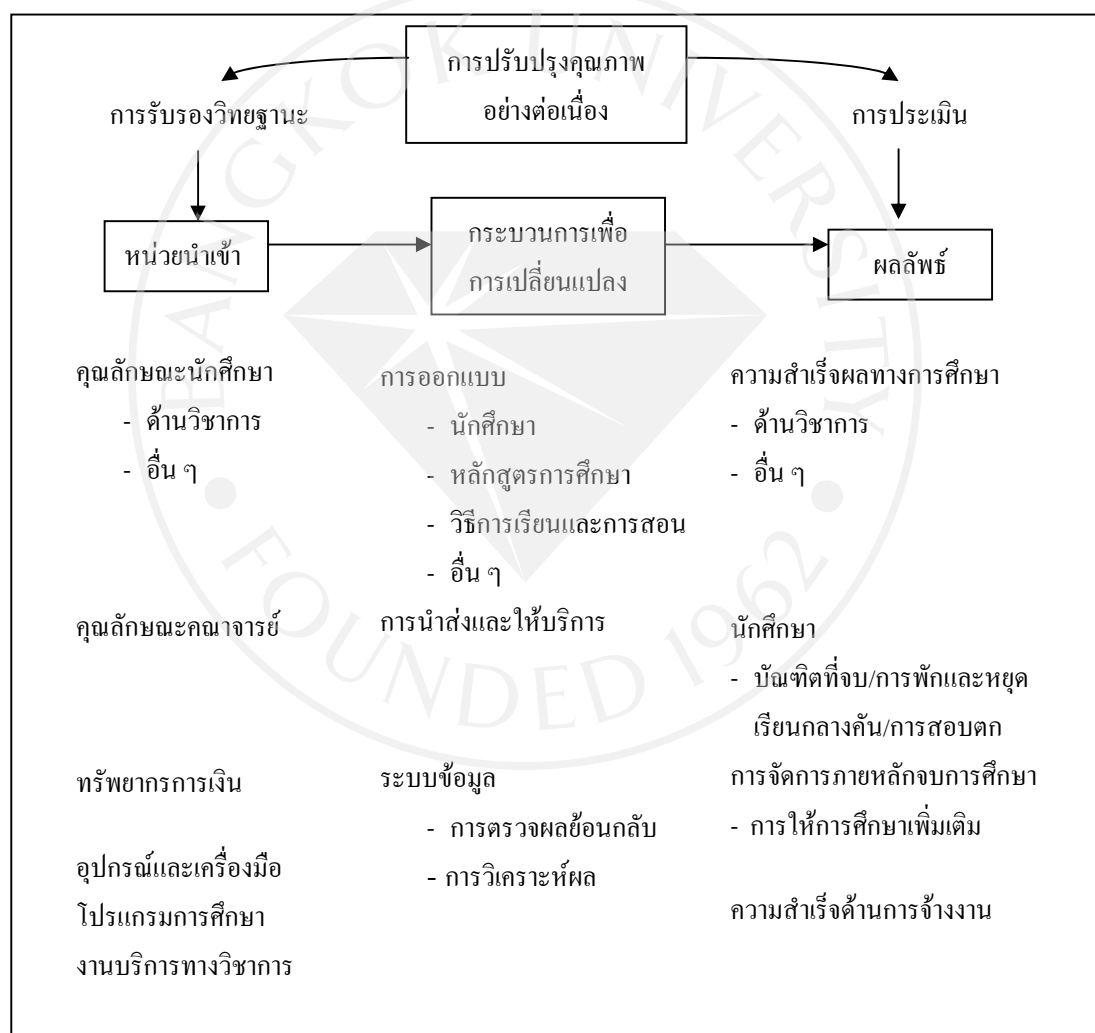 การปรับปรุงคุณภาพ
อย่างต่อเนื่อง
การรับรองวิทยฐานะ
การประเมิน
หน่วยนำเข้า
กระบวนการเพื่อ
การเปลี่ยนแปลง
ผลลัพธ์
คุณลักษณะนักศึกษา
- ด้านวิชาการ
- อื่น ๆ
คุณลักษณะคณาจารย์
ทรัพยากรการเงิน
อุปกรณ์และเครื่องมือ
โปรแกรมการศึกษา
งานบริการทางวิชาการ
การออกแบบ
- นักศึกษา
- หลักสูตรการศึกษา
- วิธีการเรียนและการสอน
- อื่น ๆ
การนำส่งและให้บริการ
ระบบข้อมูล
- การตรวจผลย้อนกลับ
- การวิเคราะห์ผล
ความสำเร็จผลทางการศึกษา
- ด้านวิชาการ
- อื่น ๆ
นักศึกษา
- บัณฑิตที่จบ/การพักและหยุด
เรียนกลางคัน/การสอบตก
การจัดการภายหลักจบการศึกษา
- การให้การศึกษาเพิ่มเติม
ความสำเร็จด้านการจ้างงาน
BANGKOK UNIVERSITY
FOUNDED 1962